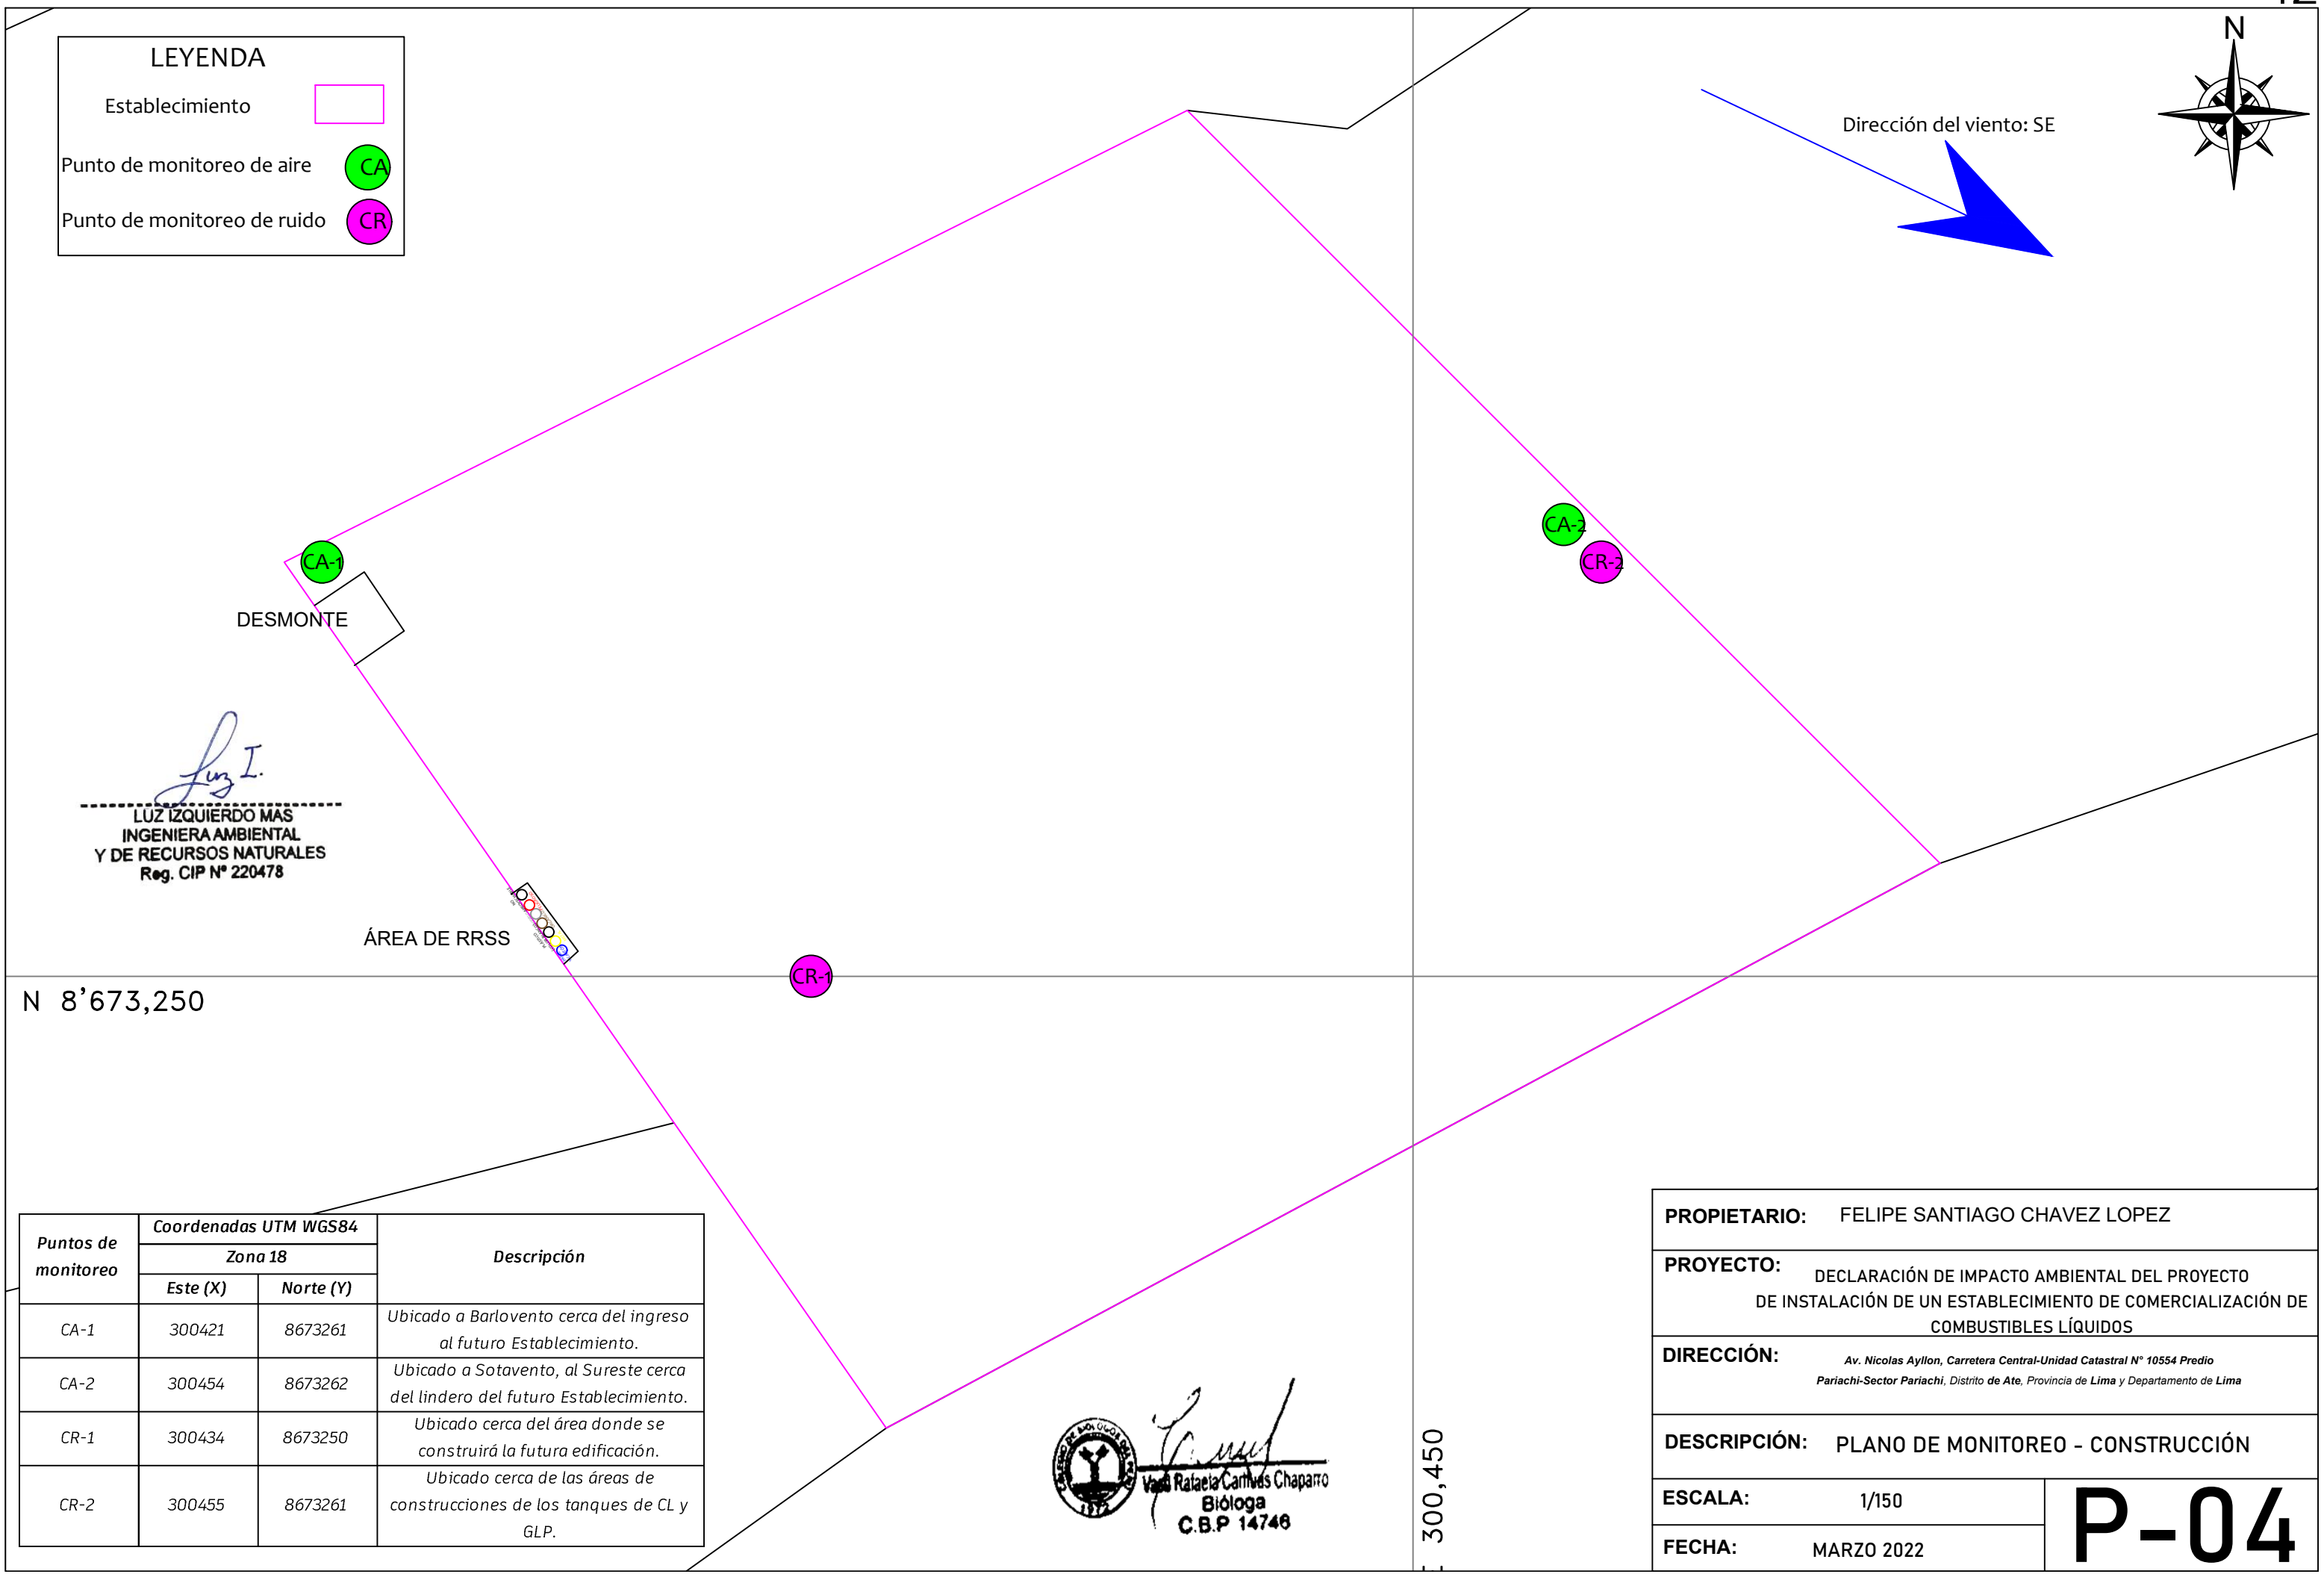 LEYENDA
Establecimiento
Punto de monitoreo de aire
CA
Punto de monitoreo de ruido
CR
N
Dirección del viento: SE
CA-1
CA-2
CR-2
DESMONTE
LUZ IZQUIERDO MAS
INGENIERA AMBIENTAL
Y DE RECURSOS NATURALES
Reg. CIP Nº 220478
ÁREA DE RRSS
CR-1
N 8’673,250
300,450
Puntos de monitoreo
Coordenadas UTM WGS84
Zona 18
Este (X)
Norte (Y)
Descripción
CA-1
300421
8673261
Ubicado a Barlovento cerca del ingreso
al futuro Establecimiento.
CA-2
300454
8673262
Ubicado a Sotavento, al Sureste cerca
del lindero del futuro Establecimiento.
CR-1
300434
8673250
Ubicado cerca del área donde se
construirá la futura edificación.
CR-2
300455
8673261
Ubicado cerca de las áreas de
construcciones de los tanques de CL y
GLP.
Rafaela Chaparro
Bióloga
C.B.P 14746
1972
PROPIETARIO: FELIPE SANTIAGO CHAVEZ LOPEZ
PROYECTO: DECLARACIÓN DE IMPACTO AMBIENTAL DEL PROYECTO
DE INSTALACIÓN DE UN ESTABLECIMIENTO DE COMERCIALIZACIÓN DE
COMBUSTIBLES LÍQUIDOS
DIRECCIÓN: Av. Nicolas Ayllon, Carretera Central-Unidad Catastral N° 10554 Predio
Pariachi-Sector Pariachi, Distrito de Ate, Provincia de Lima y Departamento de Lima
DESCRIPCIÓN: PLANO DE MONITOREO - CONSTRUCCIÓN
ESCALA: 1/150
FECHA: MARZO 2022
P-04